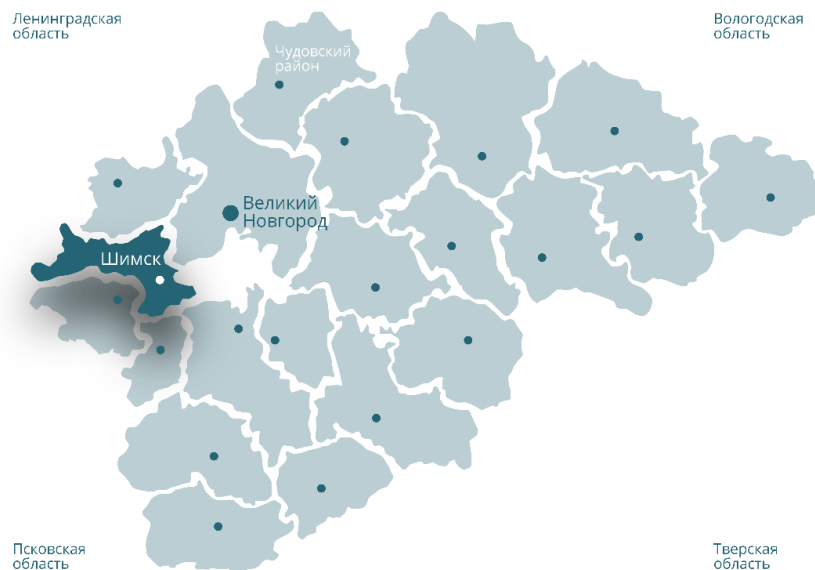 Ленинградская
область
Вологодская
область
Чудовский
район
Великий
Новгород
Шимск
Псковская
область
Тверская
область